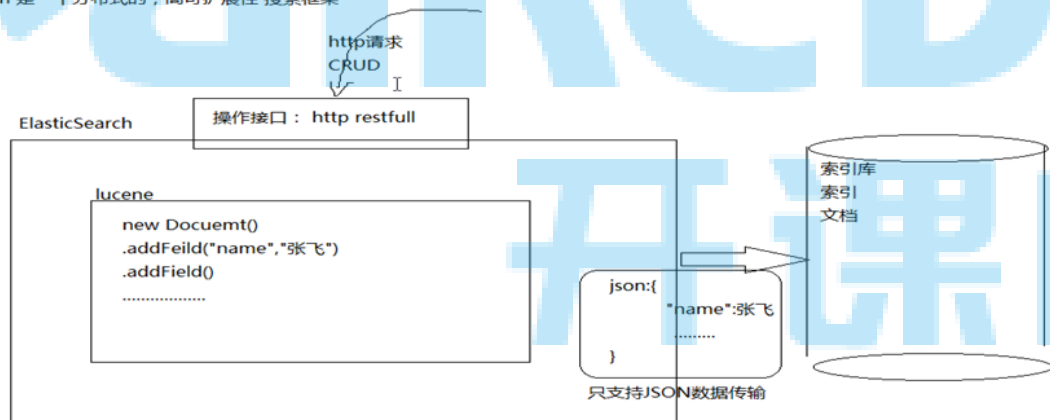 是一个分布式的，高可扩展性 搜索框架
http请求
CRUD
操作接口： http restfull
ElasticSearch
lucene
new Docuemt()
.addFeild("name","张飞")
.addField()
..................
json:{
"name":张飞
.........
}
只支持JSON数据传输
索引库
索引
文档
开课